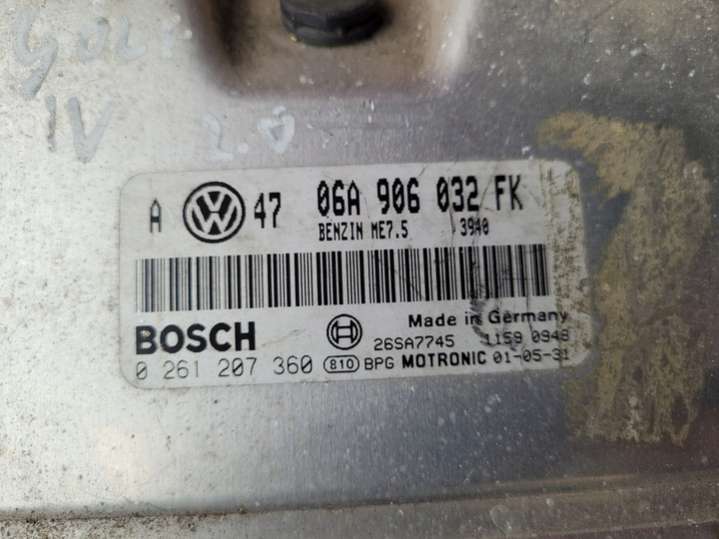 Golf
IV 2.0
A VW 47 06A 906 032 FK
BENZIN ME7.5 3940
BOSCH
Made in Germany
26SA7745 1159 0948
0 261 207 360 810 BPG MOTRONIC 01-05-31